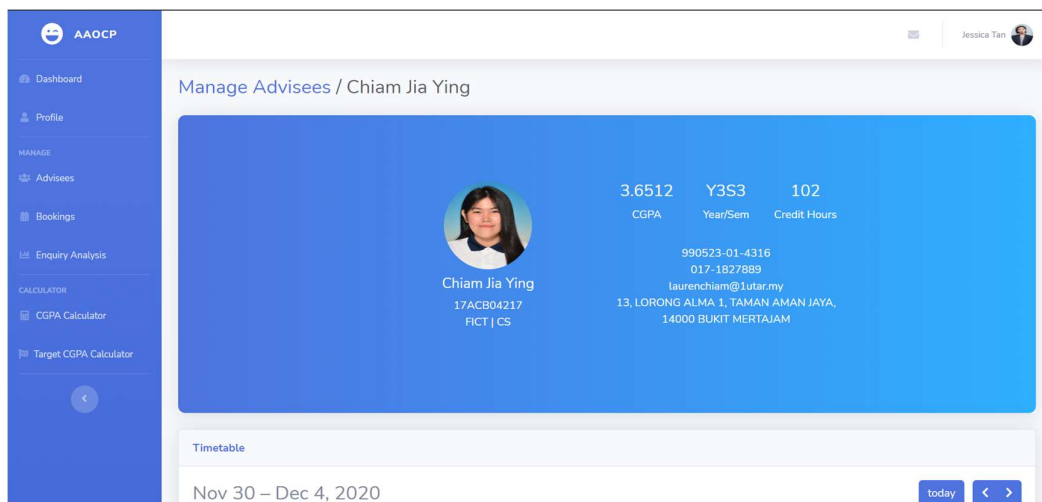 AAOCP
Jessica Tan
Dashboard
Profile
MANAGE
Advisees
Bookings
Enquiry Analysis
CALCULATOR
CGPA Calculator
Target CGPA Calculator
Manage Advisees / Chiam Jia Ying
Chiam Jia Ying
17ACB04217
FICT | CS
3.6512 Y3S3 102
CGPA Year/Sem Credit Hours
990523-01-4316
017-1827889
laurenchiam@1utar.my
13, LORONG ALMA 1, TAMAN AMAN JAYA,
14000 BUKIT MERTAJAM
Timetable
Nov 30 – Dec 4, 2020
today